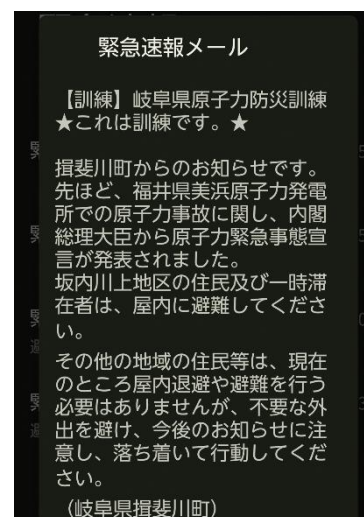 緊急速報メール
【訓練】岐阜県原子力防災訓練
★これは訓練です。★
揖斐川町からのお知らせです。
先ほど、福井県美浜原子力発電
所での原子力事故に関し、内閣
総理大臣から原子力緊急事態宣
言が発表されました。
坂内川上地区の住民及び一時滞
在者は、屋内に避難してくださ
い。
その他の地域の住民等は、現在
のところ屋内退避や避難を行う
必要はありませんが、不要な外
出を避け、今後のお知らせに注
意し、落ち着いて行動してくだ
さい。
（岐阜県揖斐川町）